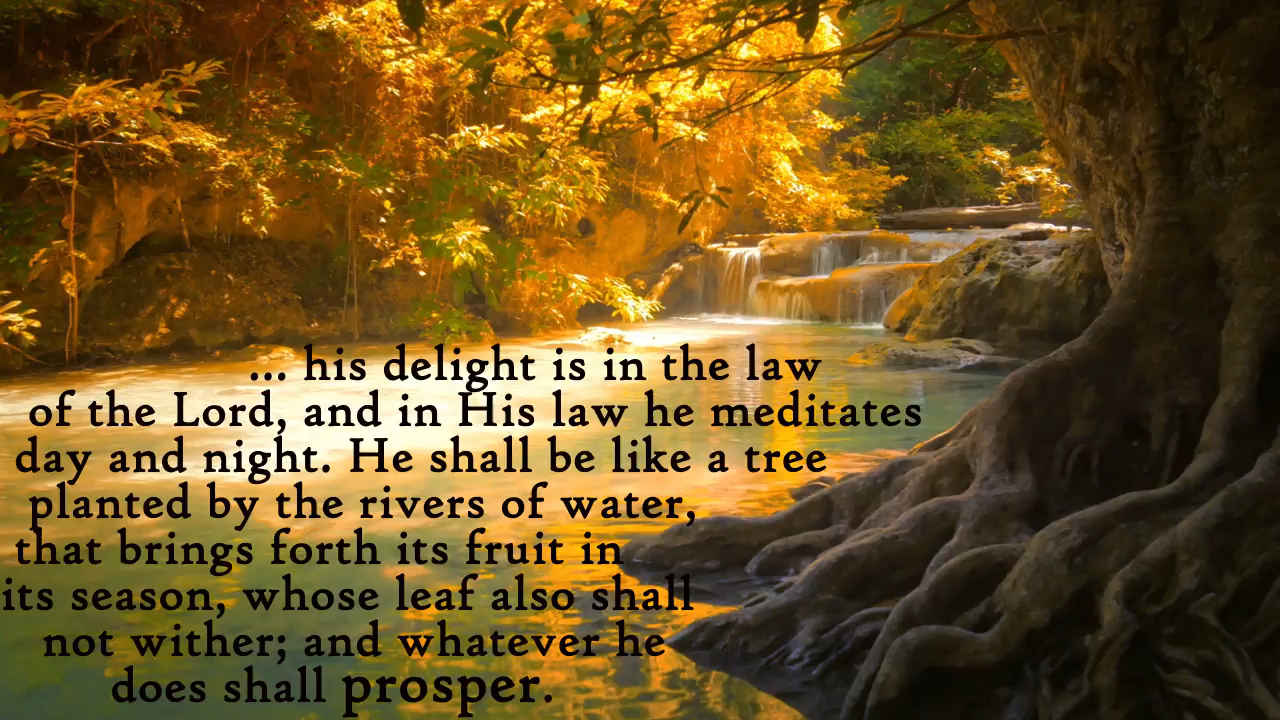 ... his delight is in the law
of the Lord, and in His law he meditates
day and night. He shall be like a tree
planted by the rivers of water,
that brings forth its fruit in
its season, whose leaf also shall
not wither; and whatever he
does shall prosper.